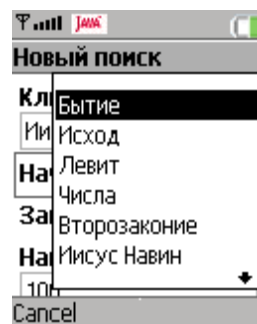 JAVA
Новый поиск
Бытие
Исход
Левит
Числа
Второзаконие
Иисус Навин
Cancel